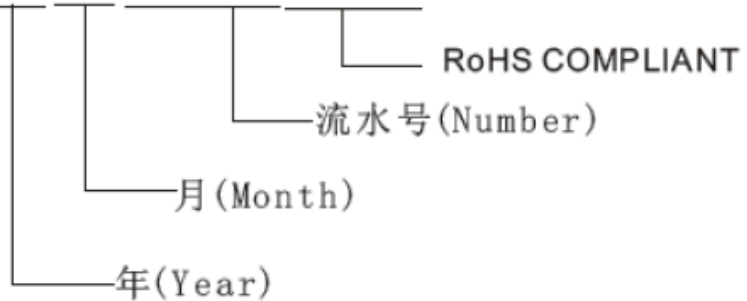 RoHS COMPLIANT
流水号(Number)
月(Month)
年(Year)